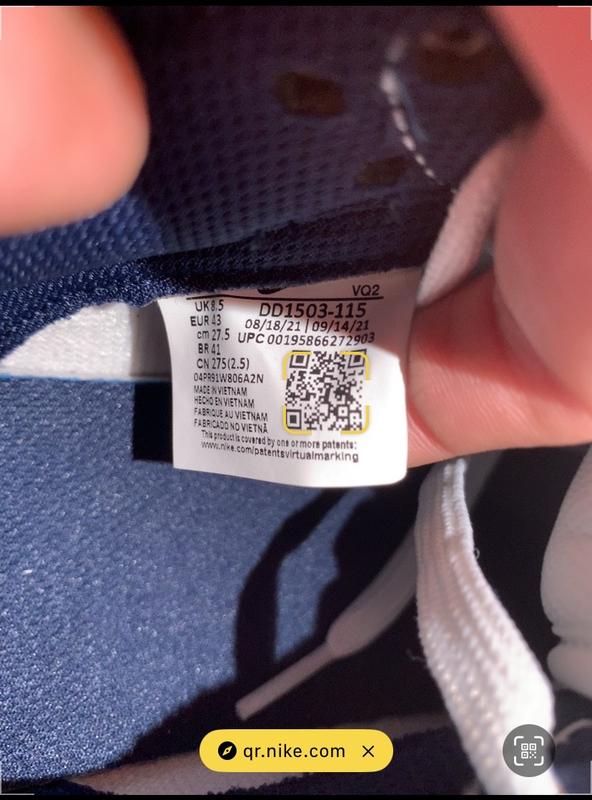 VQ2
UK 8.5 DD1503-115
EUR 43 08/18/21 | 09/14/21
cm 27.5 UPC 00195866272903
BR 41
CN 275(2.5)
04PR91W806A2N
MADE IN VIETNAM
HECHO EN VIETNAM
FABRIQUE AU VIETNAM
FABRICADO NO VIETNÃ
This product is covered by one or more patents:
www.nike.com/patentsvirtualmarking
qr.nike.com